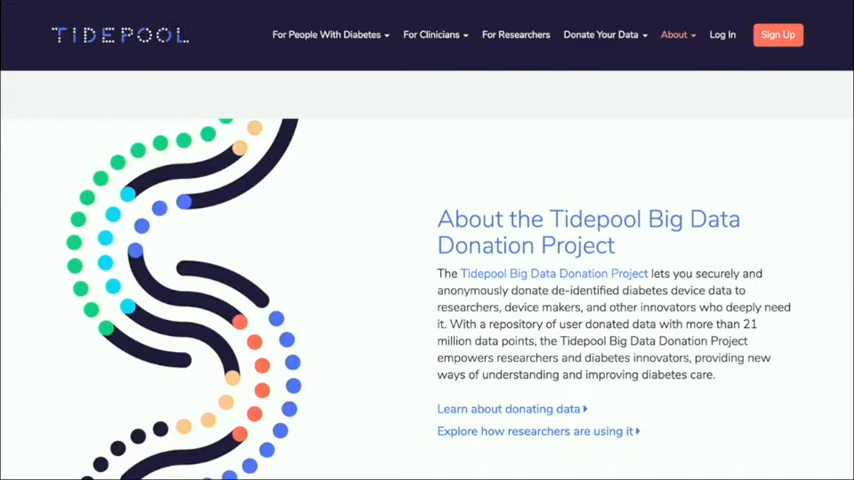 TIDEPOOL
For People With Diabetes
For Clinicians
For Researchers
Donate Your Data
About
Log In
Sign Up
About the Tidepool Big Data
Donation Project
The Tidepool Big Data Donation Project lets you securely and
anonymously donate de-identified diabetes device data to
researchers, device makers, and other innovators who deeply need
it. With a repository of user donated data with more than 21
million data points, the Tidepool Big Data Donation Project
empowers researchers and diabetes innovators, providing new
ways of understanding and improving diabetes care.
Learn about donating data
Explore how researchers are using it